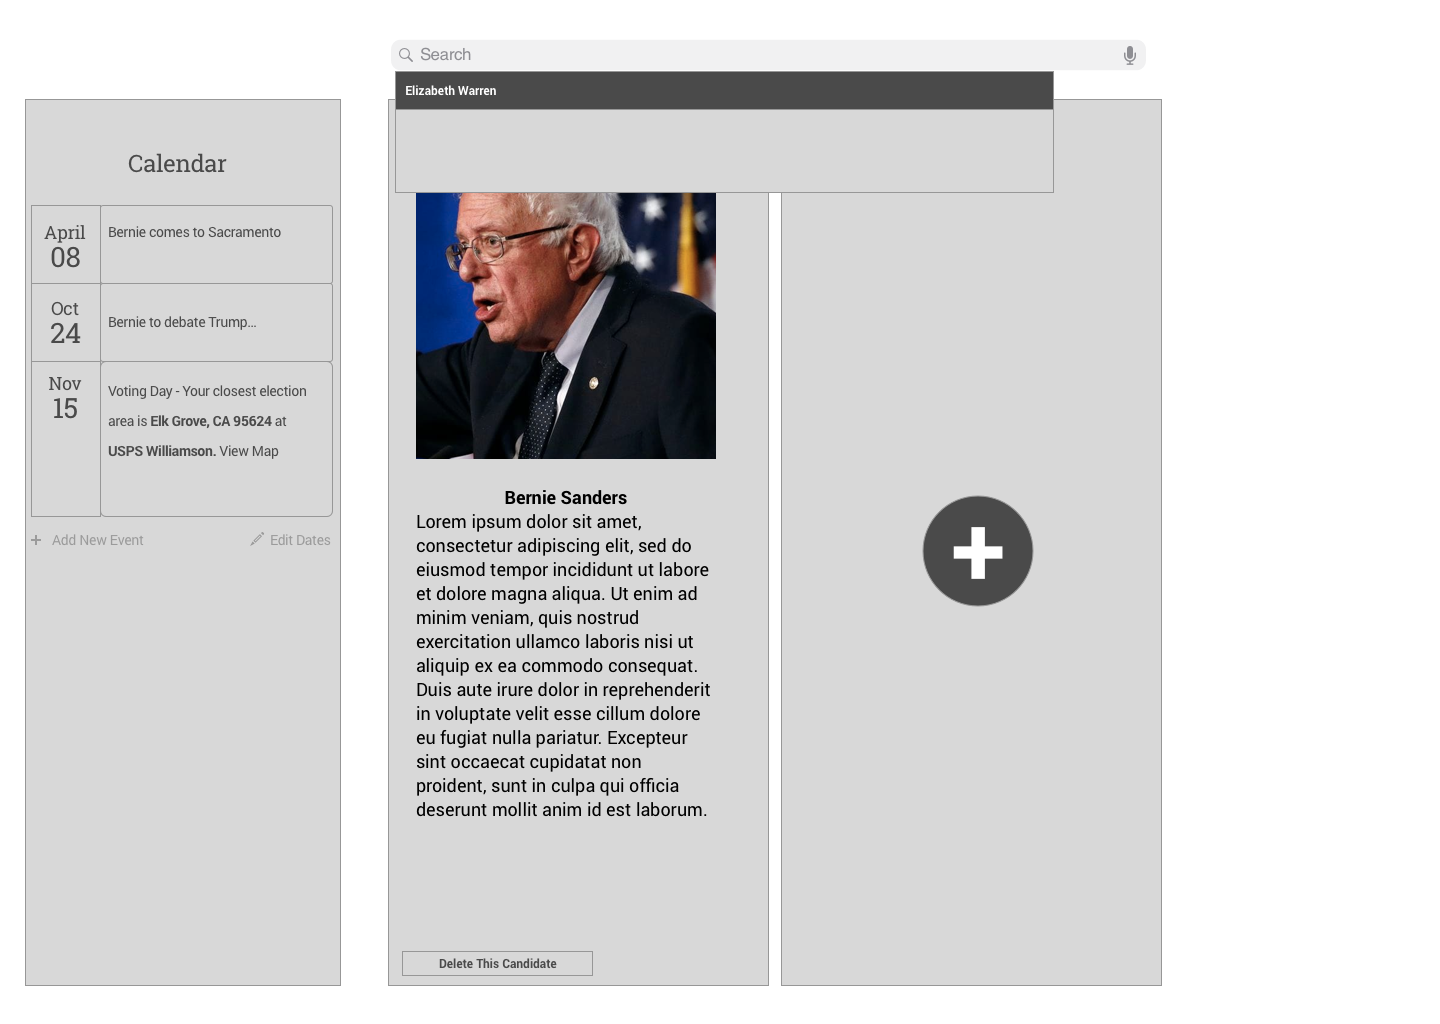 Search
Elizabeth Warren
Calendar
April
08
Bernie comes to Sacramento
Oct
24
Bernie to debate Trump...
Nov
15
Voting Day - Your closest election
area is Elk Grove, CA 95624 at
USPS Williamson. View Map
Add New Event
Edit Dates
Bernie Sanders
Lorem ipsum dolor sit amet,
consectetur adipiscing elit, sed do
eiusmod tempor incididunt ut labore
et dolore magna aliqua. Ut enim ad
minim veniam, quis nostrud
exercitation ullamco laboris nisi ut
aliquip ex ea commodo consequat.
Duis aute irure dolor in reprehenderit
in voluptate velit esse cillum dolore
eu fugiat nulla pariatur. Excepteur
sint occaecat cupidatat non
proident, sunt in culpa qui officia
deserunt mollit anim id est laborum.
Delete This Candidate